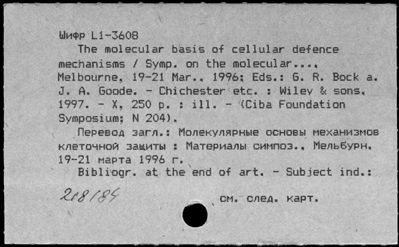 Шифр L1-3608
The molecular basis of cellular defence
mechanisms / Symp. on the molecular...,
Melbourne, 19-21 Mar., 1996; Eds.: G. R. Bock a.
J. A. Goode. - Chichester etc. : Wiley & sons,
1997. - X, 250 p. : ill. - (Ciba Foundation
Symposium; N 204).
Перевод загл.: Молекулярные основы механизмов
клеточной защиты : Материалы симпоз., Мельбурн,
19-21 марта 1996 г.
Bibliogr. at the end of art. - Subject ind.:
218/84
см. след. карт.